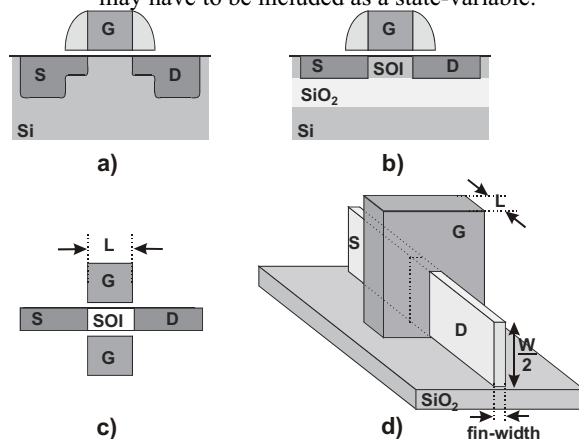 may have to be included as a state-variable.
G
S D
Si
a)
G
S SOI D
SiO2
Si
b)
L
G
S SOI D
G
c)
L
S
G
D
W
2
SiO2
fin-width
d)